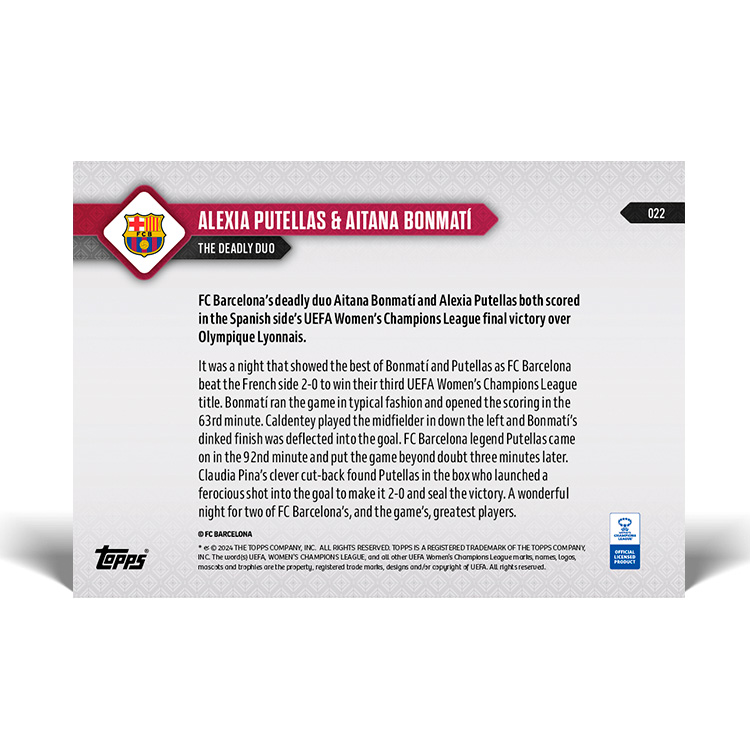 FCB
ALEXIA PUTELLAS & AITANA BONMATÍ
022
THE DEADLY DUO
FC Barcelona's deadly duo Aitana Bonmatí and Alexia Putellas both scored
in the Spanish side's UEFA Women's Champions League final victory over
Olympique Lyonnais.
It was a night that showed the best of Bonmatí and Putellas as FC Barcelona
beat the French side 2-0 to win their third UEFA Women's Champions League
title. Bonmatí ran the game in typical fashion and opened the scoring in the
63rd minute. Caldentey played the midfielder in down the left and Bonmatí's
dinked finish was deflected into the goal. FC Barcelona legend Putellas came
on in the 92nd minute and put the game beyond doubt three minutes later.
Claudia Pina's clever cut-back found Putellas in the box who launched a
ferocious shot into the goal to make it 2-0 and seal the victory. A wonderful
night for two of FC Barcelona's, and the game's, greatest players.
© FC BARCELONA
* & © 2024 THE TOPPS COMPANY, INC. ALL RIGHTS RESERVED. TOPPS IS A REGISTERED TRADEMARK OF THE TOPPS COMPANY,
INC. The word(s) UEFA, WOMEN'S CHAMPIONS LEAGUE, and all other UEFA Women's Champions League marks, names, logos,
mascots and trophies are the property, registered trade marks, designs and/or copyright of UEFA. All rights reserved.
Topps®
CHAMPIONS
LEAGUE
OFFICIAL
LICENSED
PRODUCT